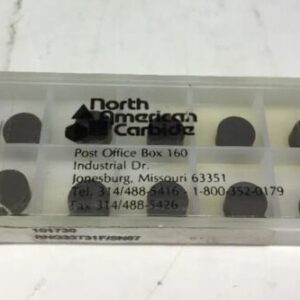 North
American
Carbide
Post Office Box 160
Industrial Dr.
Jonesburg, Missouri 63351
Tel. 314/488-5416 · 1-800-352-0179
Fax 314/488-5426
101730